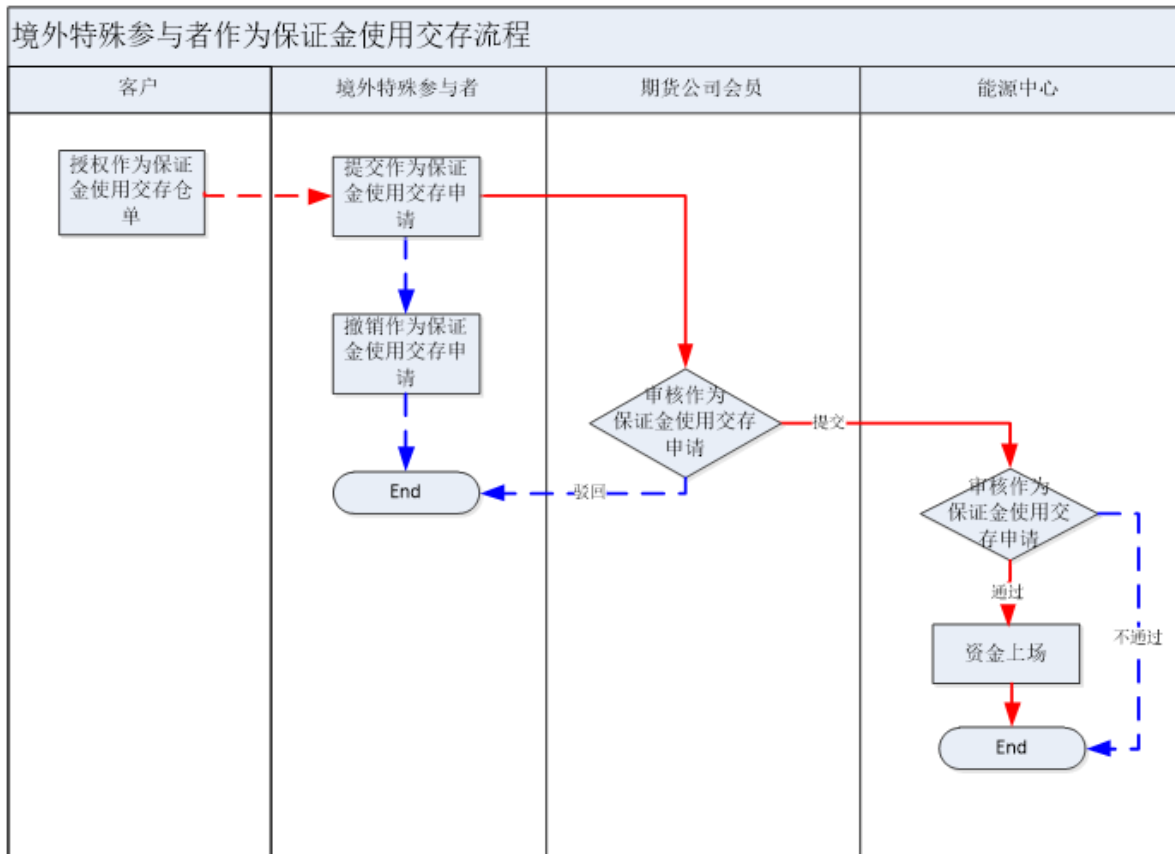 境外特殊参与者作为保证金使用交存流程
客户
境外特殊参与者
期货公司会员
能源中心
授权作为保证
金使用交存仓
单
提交作为保证
金使用交存申
请
撤销作为保证
金使用交存申
请
End
审核作为
保证金使用交存
申请
提交
驳回
审核作为
保证金使用交
存申请
通过
不通过
资金上场
End